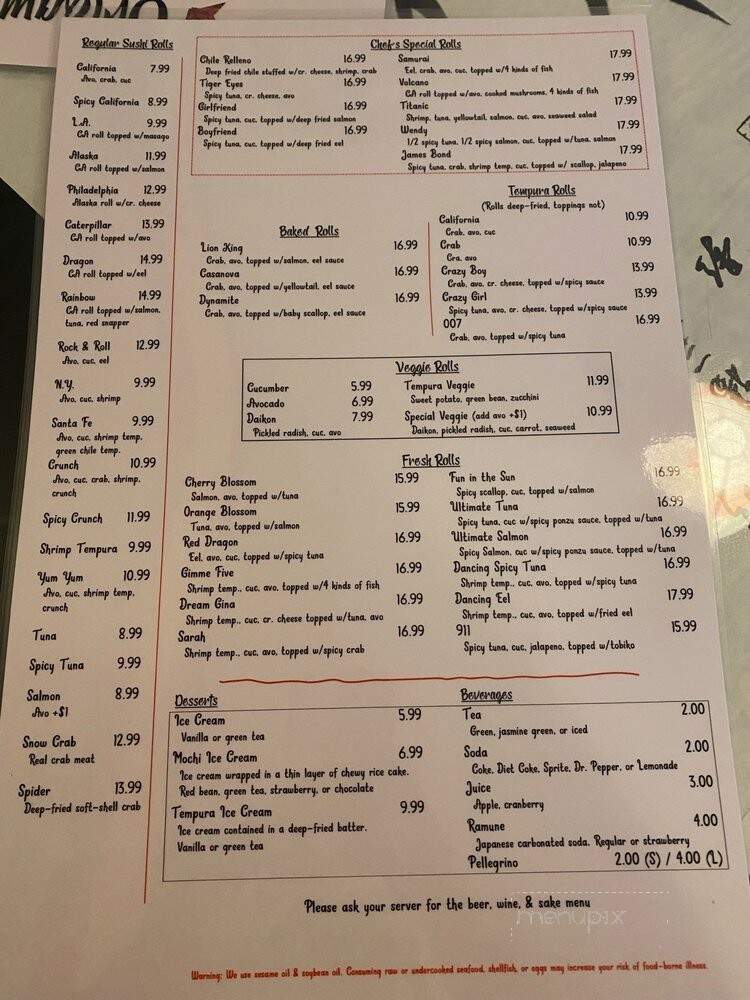 Regular Sushi Rolls
California 7.99
Avo, crab, cuc
Spicy California 8.99
L.A. 9.99
CA roll topped w/masago
Alaska 11.99
CA roll topped w/salmon
Philadelphia 12.99
Alaska roll w/cr. cheese
Caterpillar 13.99
CA roll topped w/avo
Dragon 14.99
CA roll topped w/eel
Rainbow 14.99
CA roll topped w/salmon,
tuna, red snapper
Rock & Roll 12.99
Avo, cuc, eel
N.Y. 9.99
Avo, cuc, shrimp
Santa Fe 9.99
Avo, cuc, shrimp temp,
green chile temp.
Crunch 10.99
Avo, cuc, crab, shrimp,
crunch
Spicy Crunch 11.99
Shrimp Tempura 9.99
Yum Yum 10.99
Avo, cuc, shrimp temp,
crunch
Tuna 8.99
Spicy Tuna 9.99
Salmon 8.99
Avo +$1
Snow Crab 12.99
Real crab meat
Spider 13.99
Deep-fried soft-shell crab
Chef's Special Rolls
Chile Relleno 16.99
Deep fried chile stuffed w/cr. cheese, shrimp, crab
Tiger Eyes 16.99
Spicy tuna, cr. cheese, avo
Girlfriend 16.99
Spicy tuna, cuc, topped w/deep fried salmon
Boyfriend 16.99
Spicy tuna, cuc, topped w/deep fried eel
Samurai 17.99
Eel, crab, avo, cuc, topped w/4 kinds of fish
Volcano 17.99
CA roll topped w/avo, cooked mushrooms, 4 kinds of fish
Titanic 17.99
Shrimp, tuna, yellowtail, salmon, cuc, avo, seaweed salad
Wendy 17.99
1/2 spicy tuna, 1/2 spicy salmon, cuc, topped w/tuna, salmon
James Bond 17.99
Spicy tuna, crab, shrimp temp, cuc, topped w/ scallop, jalapeno
Baked Rolls
Lion King 16.99
Crab, avo, topped w/salmon, eel sauce
Casanova 16.99
Crab, avo, topped w/yellowtail, eel sauce
Dynamite 16.99
Crab, avo, topped w/baby scallop, eel sauce
Tempura Rolls
(Rolls deep-fried, toppings not)
California 10.99
Crab, avo, cuc
Crab 10.99
Cra, avo
Crazy Boy 13.99
Crab, avo, cr. cheese, topped w/spicy sauce
Crazy Girl 13.99
Spicy tuna, avo, cr. cheese, topped w/spicy sauce
007 16.99
Crab, avo, topped w/spicy tuna
Veggie Rolls
Cucumber 5.99
Avocado 6.99
Daikon 7.99
Pickled radish, cuc, avo
Tempura Veggie 11.99
Sweet potato, green bean, zucchini
Special Veggie (add avo +$1) 10.99
Daikon, pickled radish, cuc, carrot, seaweed
Fresh Rolls
Cherry Blossom 15.99
Salmon, avo, topped w/tuna
Orange Blossom 15.99
Tuna, avo, topped w/salmon
Red Dragon 16.99
Eel, avo, cuc, topped w/spicy tuna
Gimme Five 16.99
Shrimp temp., cuc, avo, topped w/4 kinds of fish
Dream Gina 16.99
Shrimp temp., cuc, cr. cheese topped w/tuna, avo
Sarah 16.99
Shrimp temp., cuc, avo, topped w/spicy crab
Fun in the Sun 16.99
Spicy scallop, cuc, topped w/salmon
Ultimate Tuna 16.99
Spicy tuna, cuc w/spicy ponzu sauce, topped w/tuna
Ultimate Salmon 16.99
Spicy Salmon, cuc w/spicy ponzu sauce, topped w/tuna
Dancing Spicy Tuna 16.99
Shrimp temp., cuc, avo, topped w/spicy tuna
Dancing Eel 17.99
Shrimp temp., cuc, avo, topped w/fried eel
911 15.99
Spicy tuna, cuc, jalapeno, topped w/tobiko
Desserts
Ice Cream 5.99
Vanilla or green tea
Mochi Ice Cream 6.99
Ice cream wrapped in a thin layer of chewy rice cake.
Red bean, green tea, strawberry, or chocolate
Tempura Ice Cream 9.99
Ice cream contained in a deep-fried batter.
Vanilla or green tea
Beverages
Tea 2.00
Green, jasmine green, or iced
Soda 2.00
Coke, Diet Coke, Sprite, Dr. Pepper, or Lemonade
Juice 3.00
Apple, cranberry
Ramune 4.00
Japanese carbonated soda. Regular or strawberry
Pellegrino 2.00 (S) / 4.00 (L)
Please ask your server for the beer, wine, & sake menu
menupix
Warning: We use sesame oil & soybean oil. Consuming raw or undercooked seafood, shellfish, or eggs may increase your risk of food-borne illness.